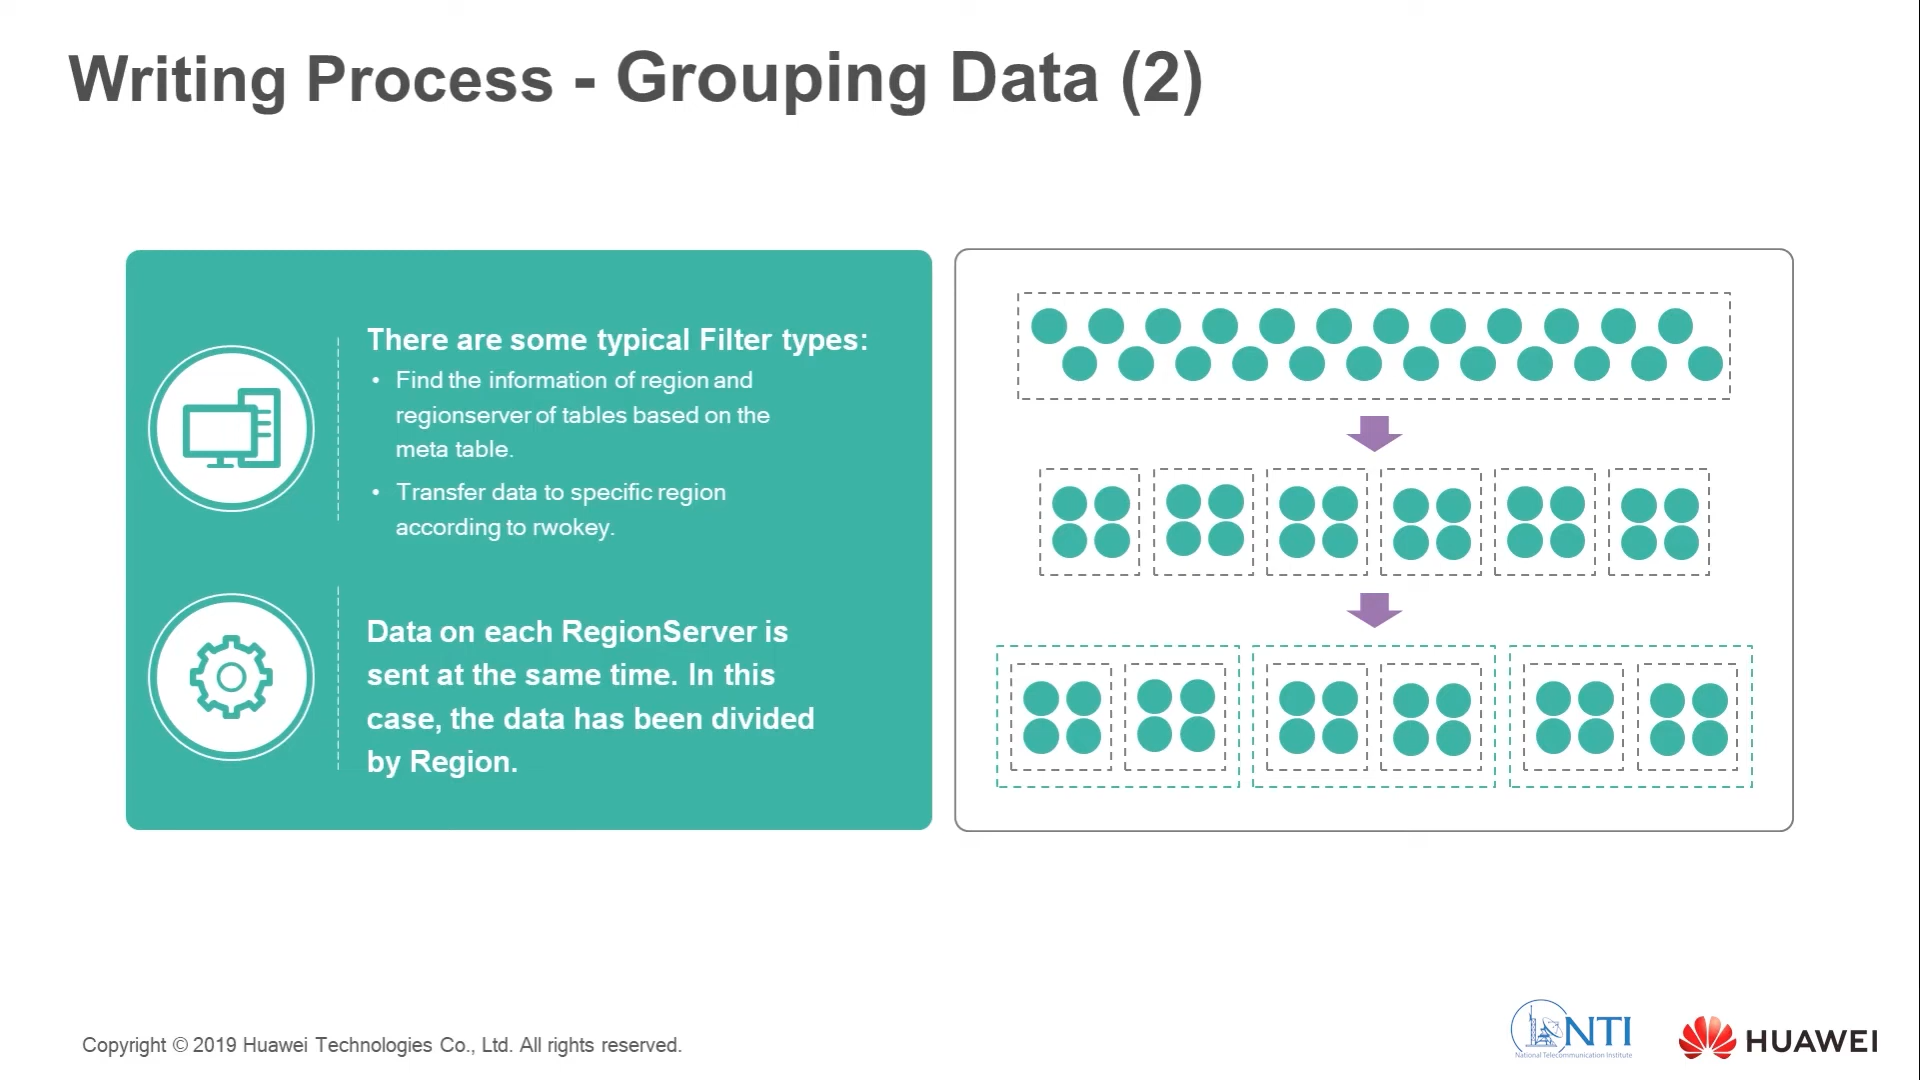 Writing Process - Grouping Data (2)
There are some typical Filter types:
• Find the information of region and
regionserver of tables based on the
meta table.
• Transfer data to specific region
according to rwokey.
Data on each RegionServer is
sent at the same time. In this
case, the data has been divided
by Region.
Copyright © 2019 Huawei Technologies Co., Ltd. All rights reserved.
NTI
National Telecommunication Institute
HUAWEI